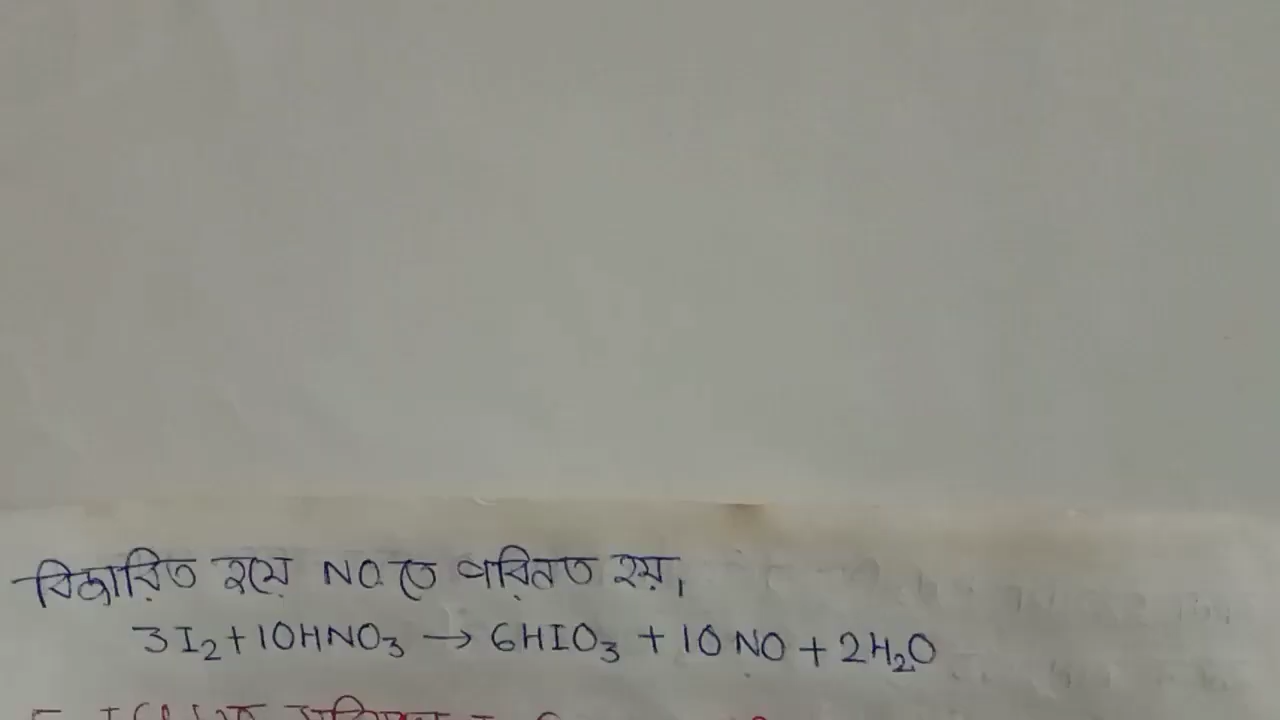 বিজারিত হয়ে NO তে পরিনত হয়।
3I₂ + 10HNO₃ → 6HIO₃ + 10NO + 2H₂O